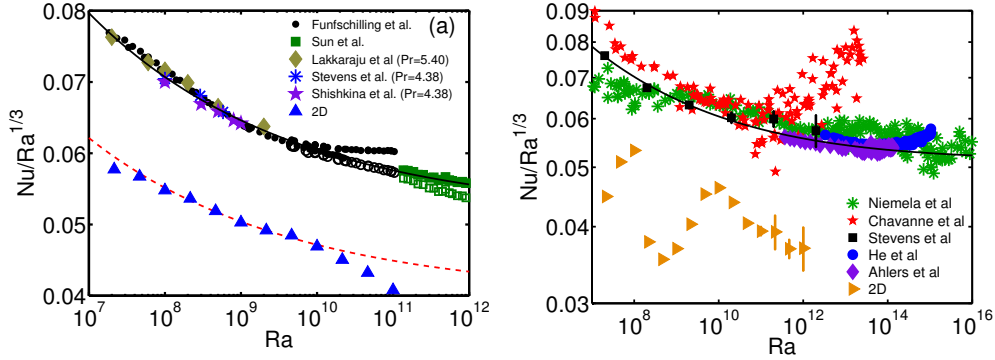 (a)
Funfschilling et al.
Sun et al.
Lakkaraju et al (Pr=5.40)
Stevens et al. (Pr=4.38)
Shishkina et al. (Pr=4.38)
2D
0.08
0.07
0.06
0.05
0.04
Nu/Ra^{1/3}
10^7
10^8
10^9
10^{10}
10^{11}
10^{12}
Ra
0.09
0.08
0.07
0.06
0.05
0.04
0.03
Nu/Ra^{1/3}
Niemela et al
Chavanne et al
Stevens et al
He et al
Ahlers et al
2D
10^8
10^{10}
10^{12}
10^{14}
10^{16}
Ra